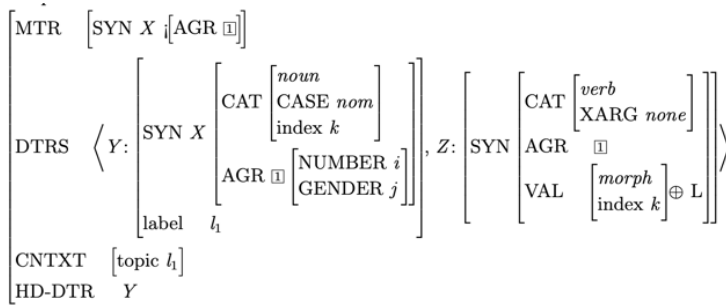 MTR [SYN X ¡[AGR 1]]
DTRS ⟨ Y: [SYN X [CAT [noun
CASE nom
index k]
AGR 1 [NUMBER i
GENDER j]]
label l₁], Z: [SYN [CAT [verb
XARG none]
AGR 1
VAL [morph
index k] ⊕ L]] ⟩
CNTXT [topic l₁]
HD-DTR Y